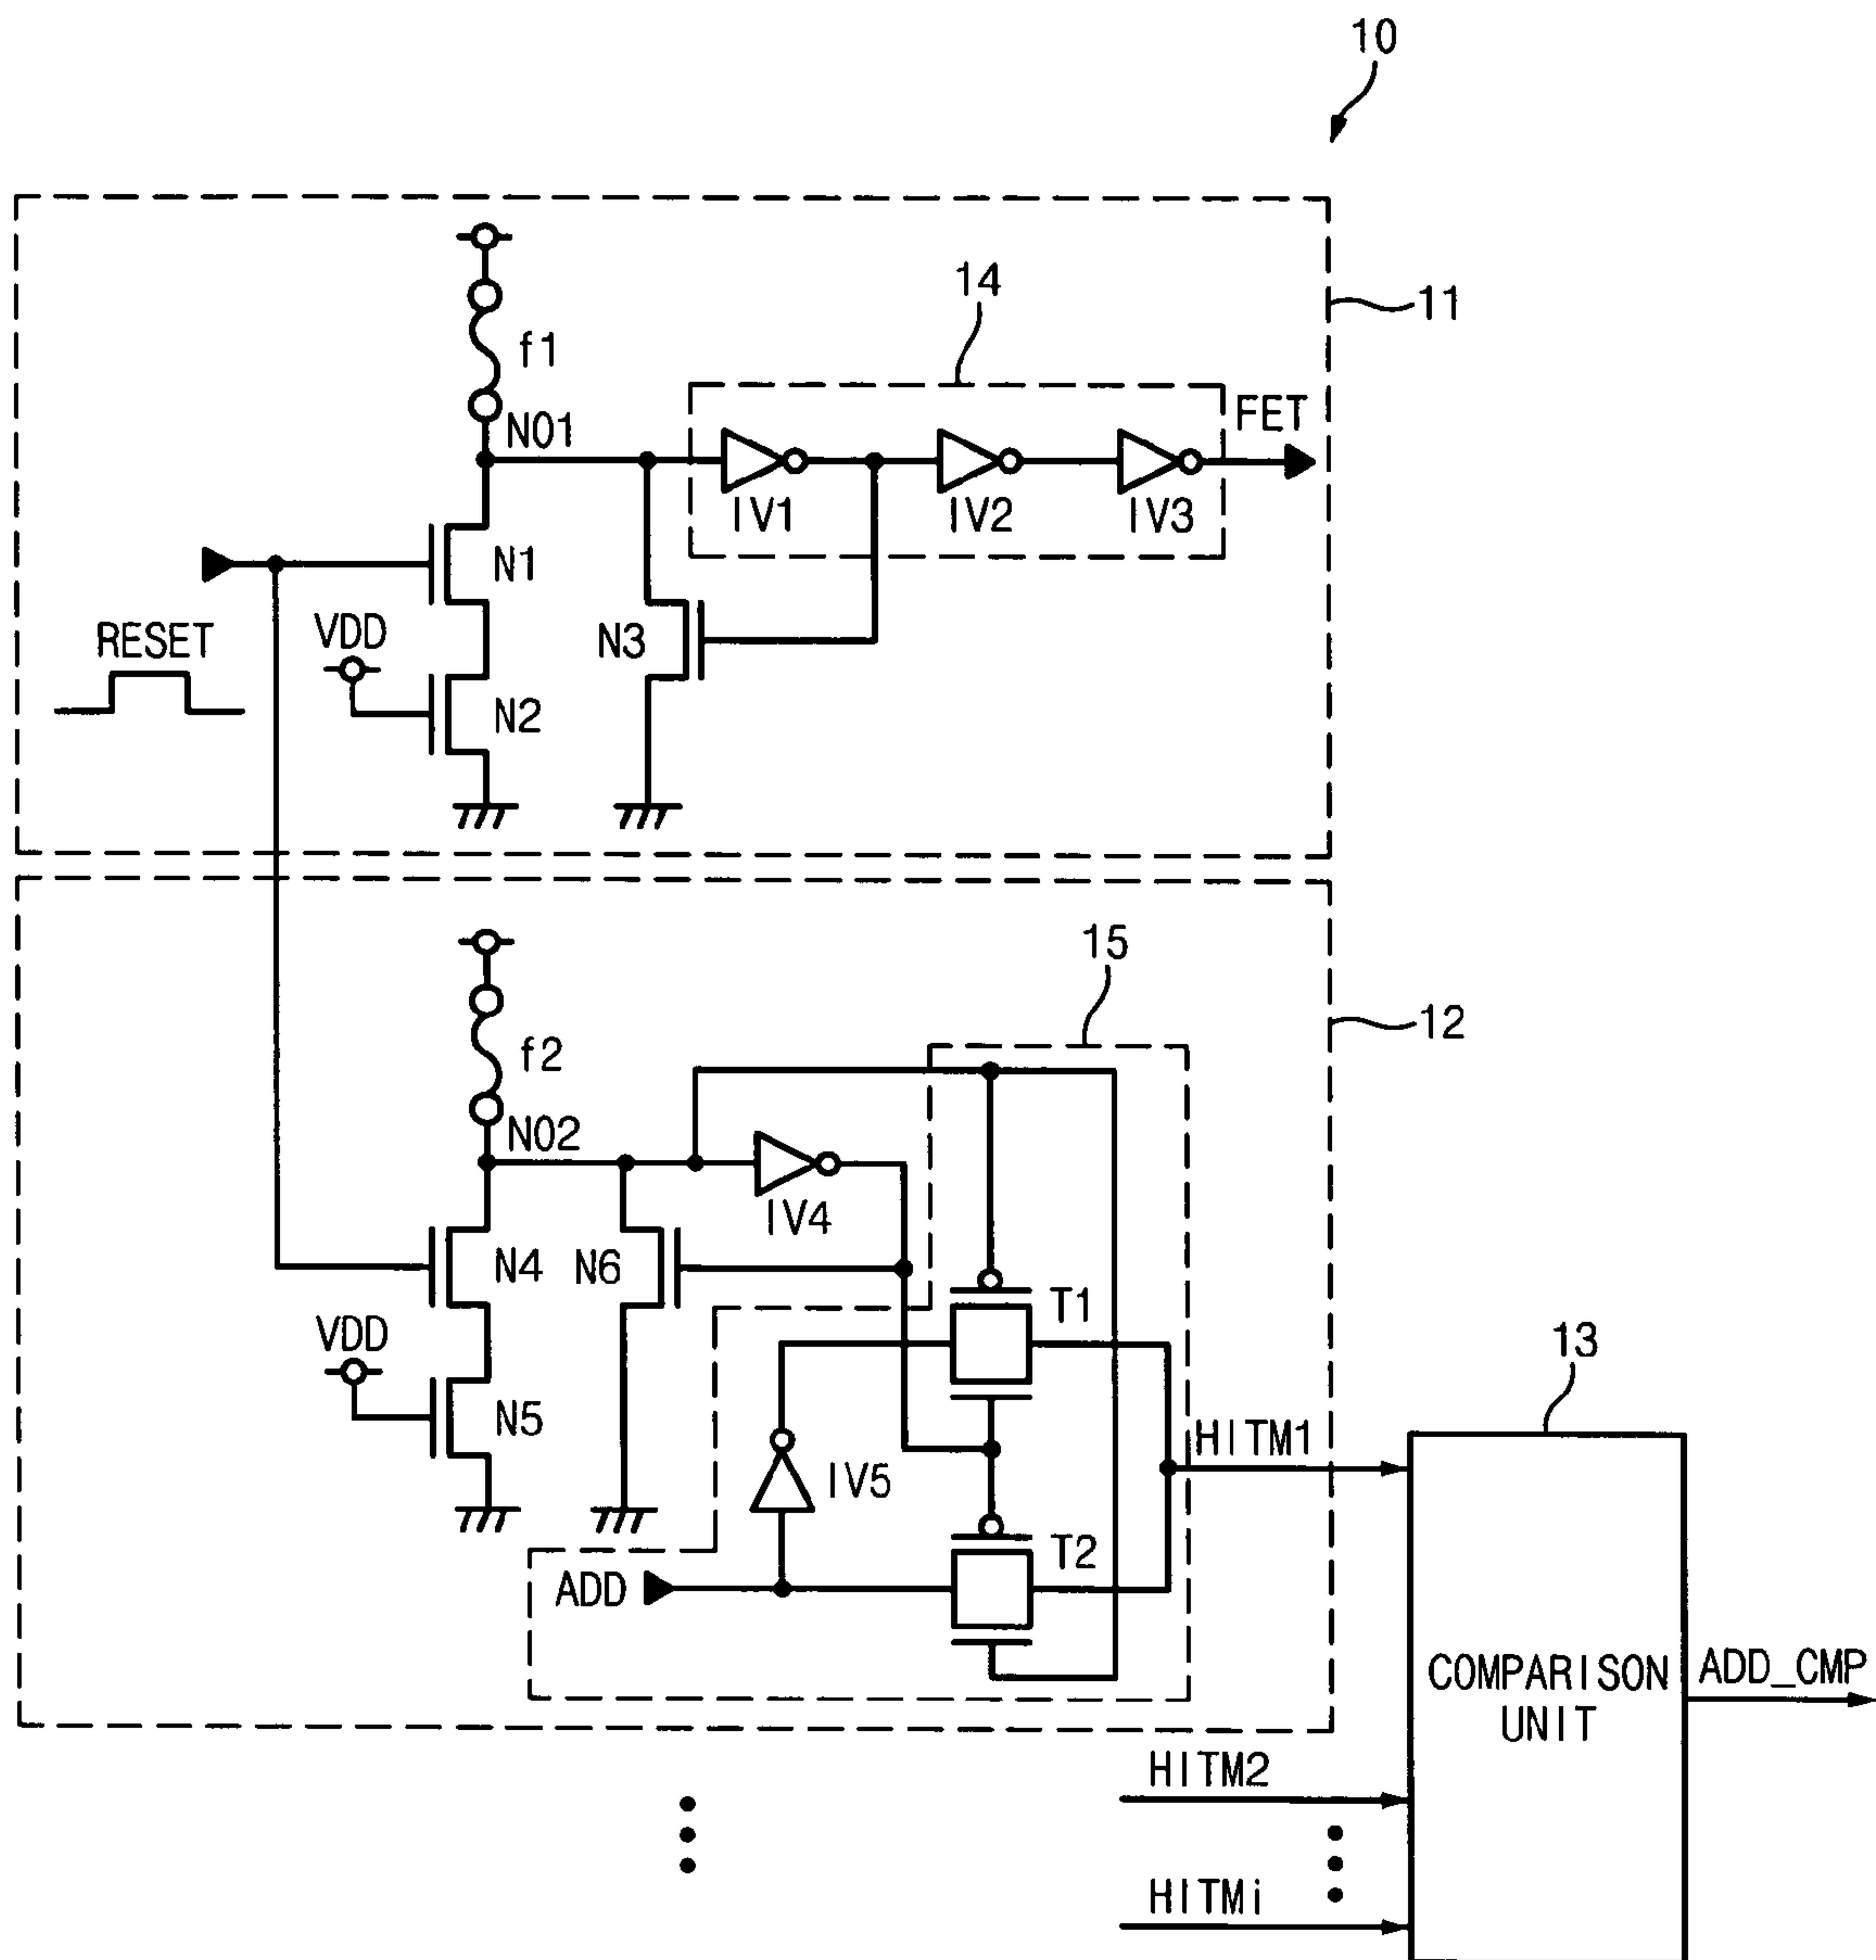 10
11
14
f1
N01
FET
IV1
IV2
IV3
N1
VDD
RESET
N3
N2
15
12
f2
N02
IV4
N4
N6
T1
VDD
13
N5
HITM1
IV5
T2
ADD
COMPARISON
UNIT
ADD_CMP
HITM2
HITMi